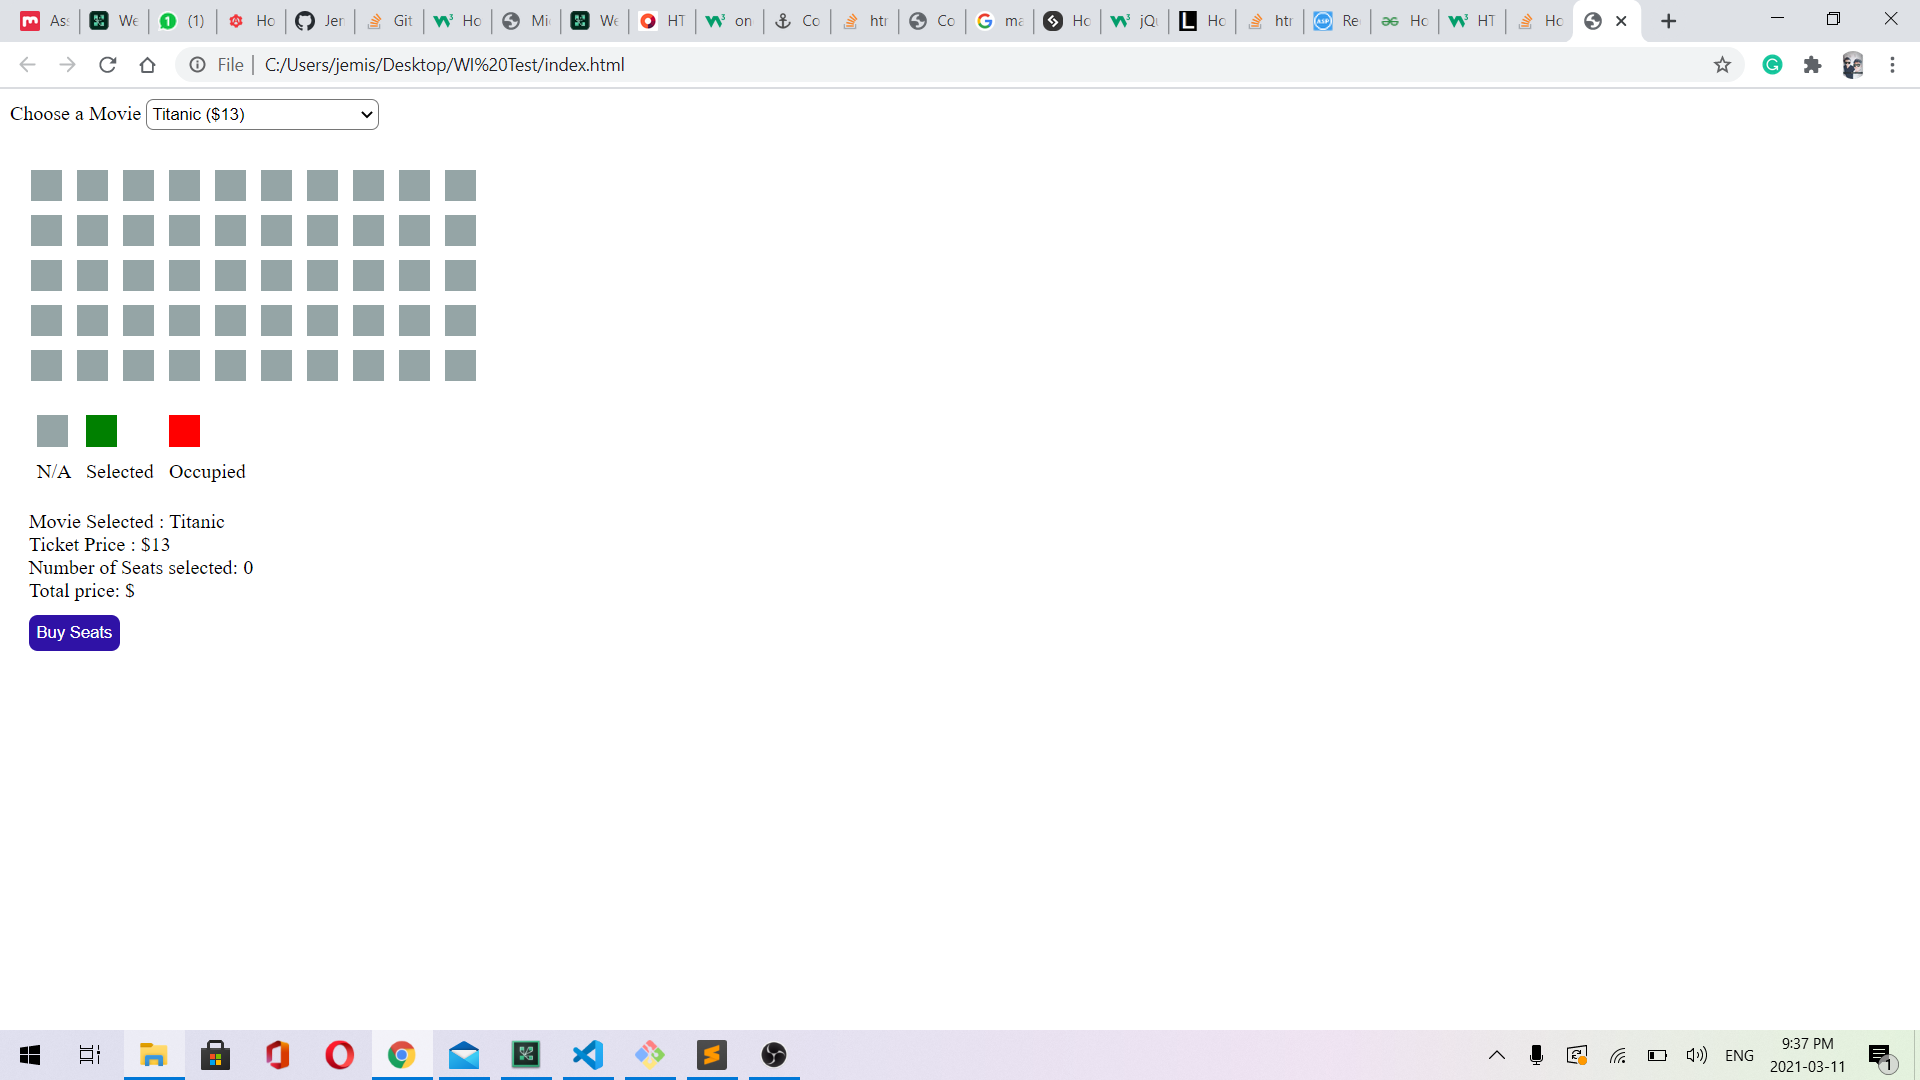 As We (1) Ho Jen Git Ho Mi We HT on Co htr Co ma Ho jQ Ho htr Re Ho HT Ho
File C:/Users/jemis/Desktop/WI%20Test/index.html
Choose a Movie Titanic ($13)
N/A Selected Occupied
Movie Selected : Titanic
Ticket Price : $13
Number of Seats selected: 0
Total price: $
Buy Seats
ENG 9:37 PM
2021-03-11
1